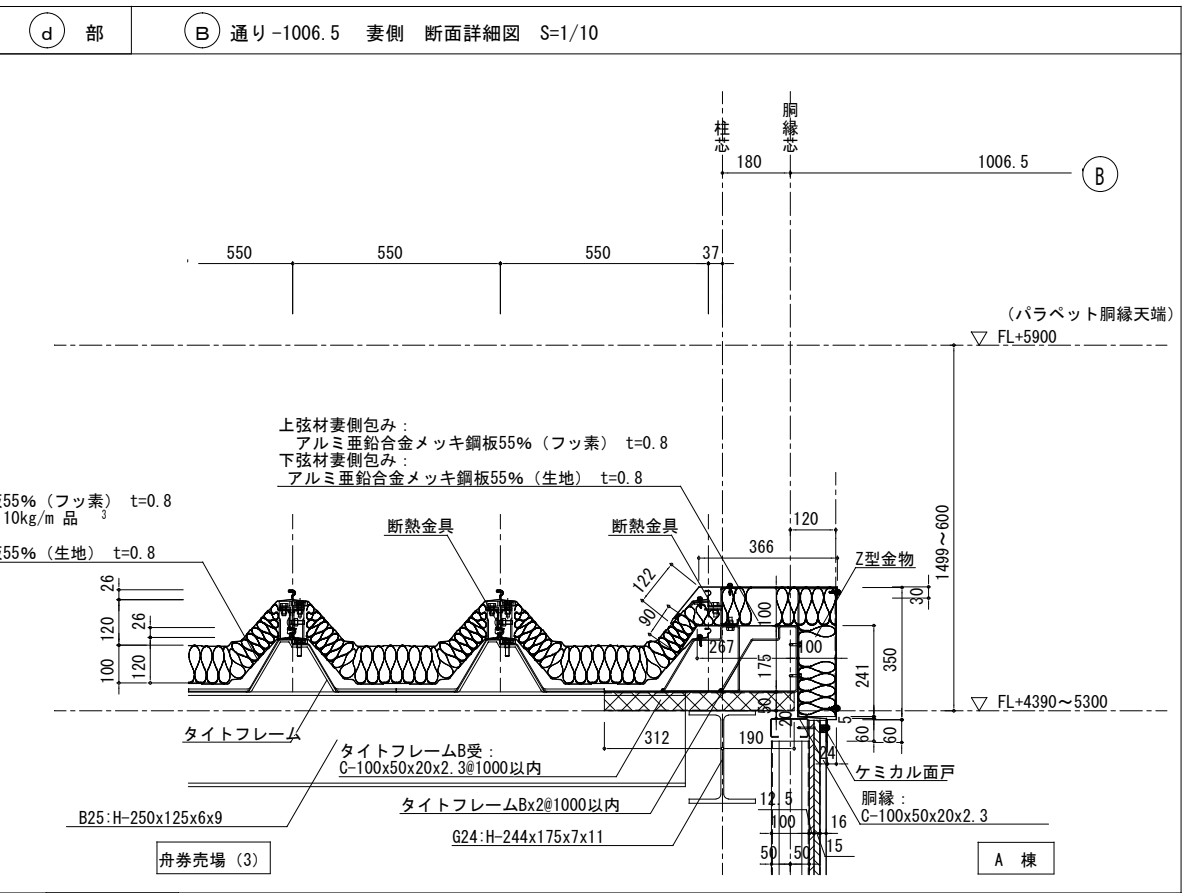 d 部
B 通り-1006.5 妻側 断面詳細図 S=1/10
柱芯
胴縁芯
180
1006.5
B
550
550
550
37
(パラペット胴縁天端)
▽ FL+5900
上弦材妻側包み:
アルミ亜鉛合金メッキ鋼板55%(フッ素) t=0.8
下弦材妻側包み:
アルミ亜鉛合金メッキ鋼板55%(生地) t=0.8
55%(フッ素) t=0.8
10kg/m 品 3
55%(生地) t=0.8
断熱金具
断熱金具
120
366
Z型金物
1499~600
122
90
26
120
26
100
120
30
100
267
175
100
241
350
50
20
5
60
60
▽ FL+4390~5300
タイトフレーム
312
190
24
タイトフレームB受:
C-100x50x20x2.3@1000以内
ケミカル面戸
タイトフレームBx2@1000以内
胴縁:
C-100x50x20x2.3
B25:H-250x125x6x9
G24:H-244x175x7x11
12.5
100
16
15
50
50
舟券売場(3)
A 棟